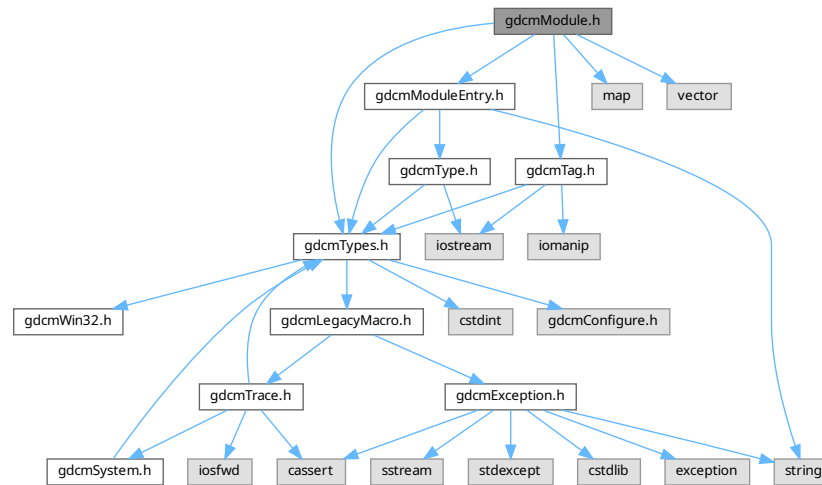 gdcmModule.h
gdcmModuleEntry.h
map
vector
gdcmType.h
gdcmTag.h
gdcmTypes.h
iostream
iomanip
gdcmWin32.h
gdcmLegacyMacro.h
cstdint
gdcmConfigure.h
gdcmTrace.h
gdcmException.h
gdcmSystem.h
iosfwd
cassert
sstream
stdexcept
cstdlib
exception
string